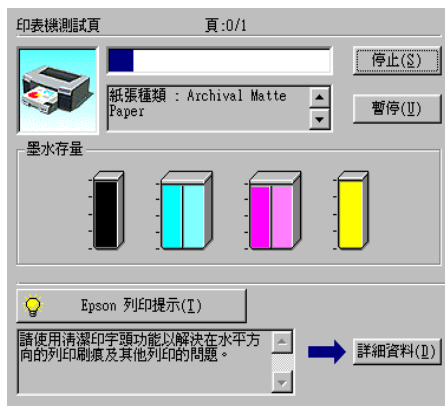 印表機測試頁 頁:0/1
停止(S)
紙張種類 : Archival Matte
Paper
暫停(U)
墨水存量
Epson 列印提示(I)
請使用清潔印字頭功能以解決在水平方
向的列印刷痕及其他列印的問題。
詳細資料(D)